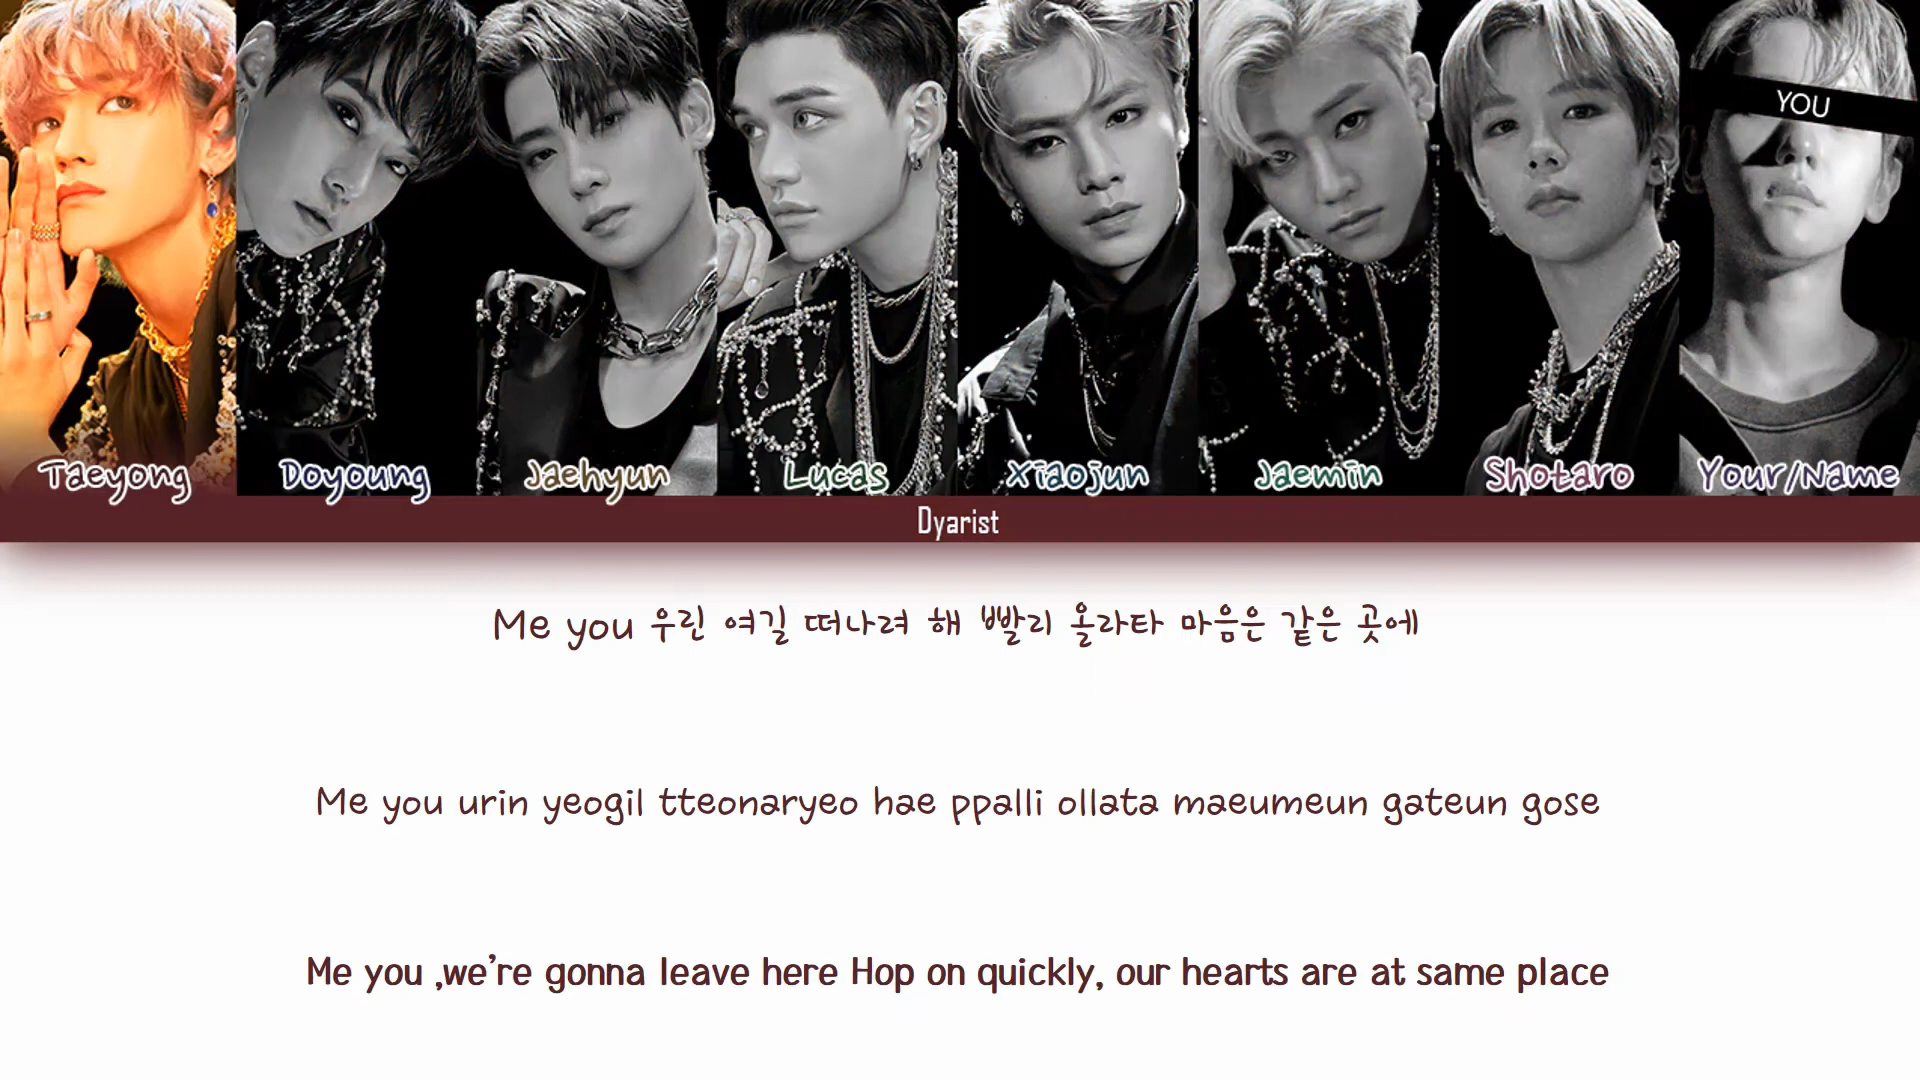 YOU
Taeyong Doyoung Jaehyun Lucas Xiaojun Jaemin Shotaro Your/Name
Dyarist
Me you 우린 여길 떠나려 해 빨리 올라타 마음은 같은 곳에
Me you urin yeogil tteonaryeo hae ppalli ollata maeumeun gateun gose
Me you ,we're gonna leave here Hop on quickly, our hearts are at same place